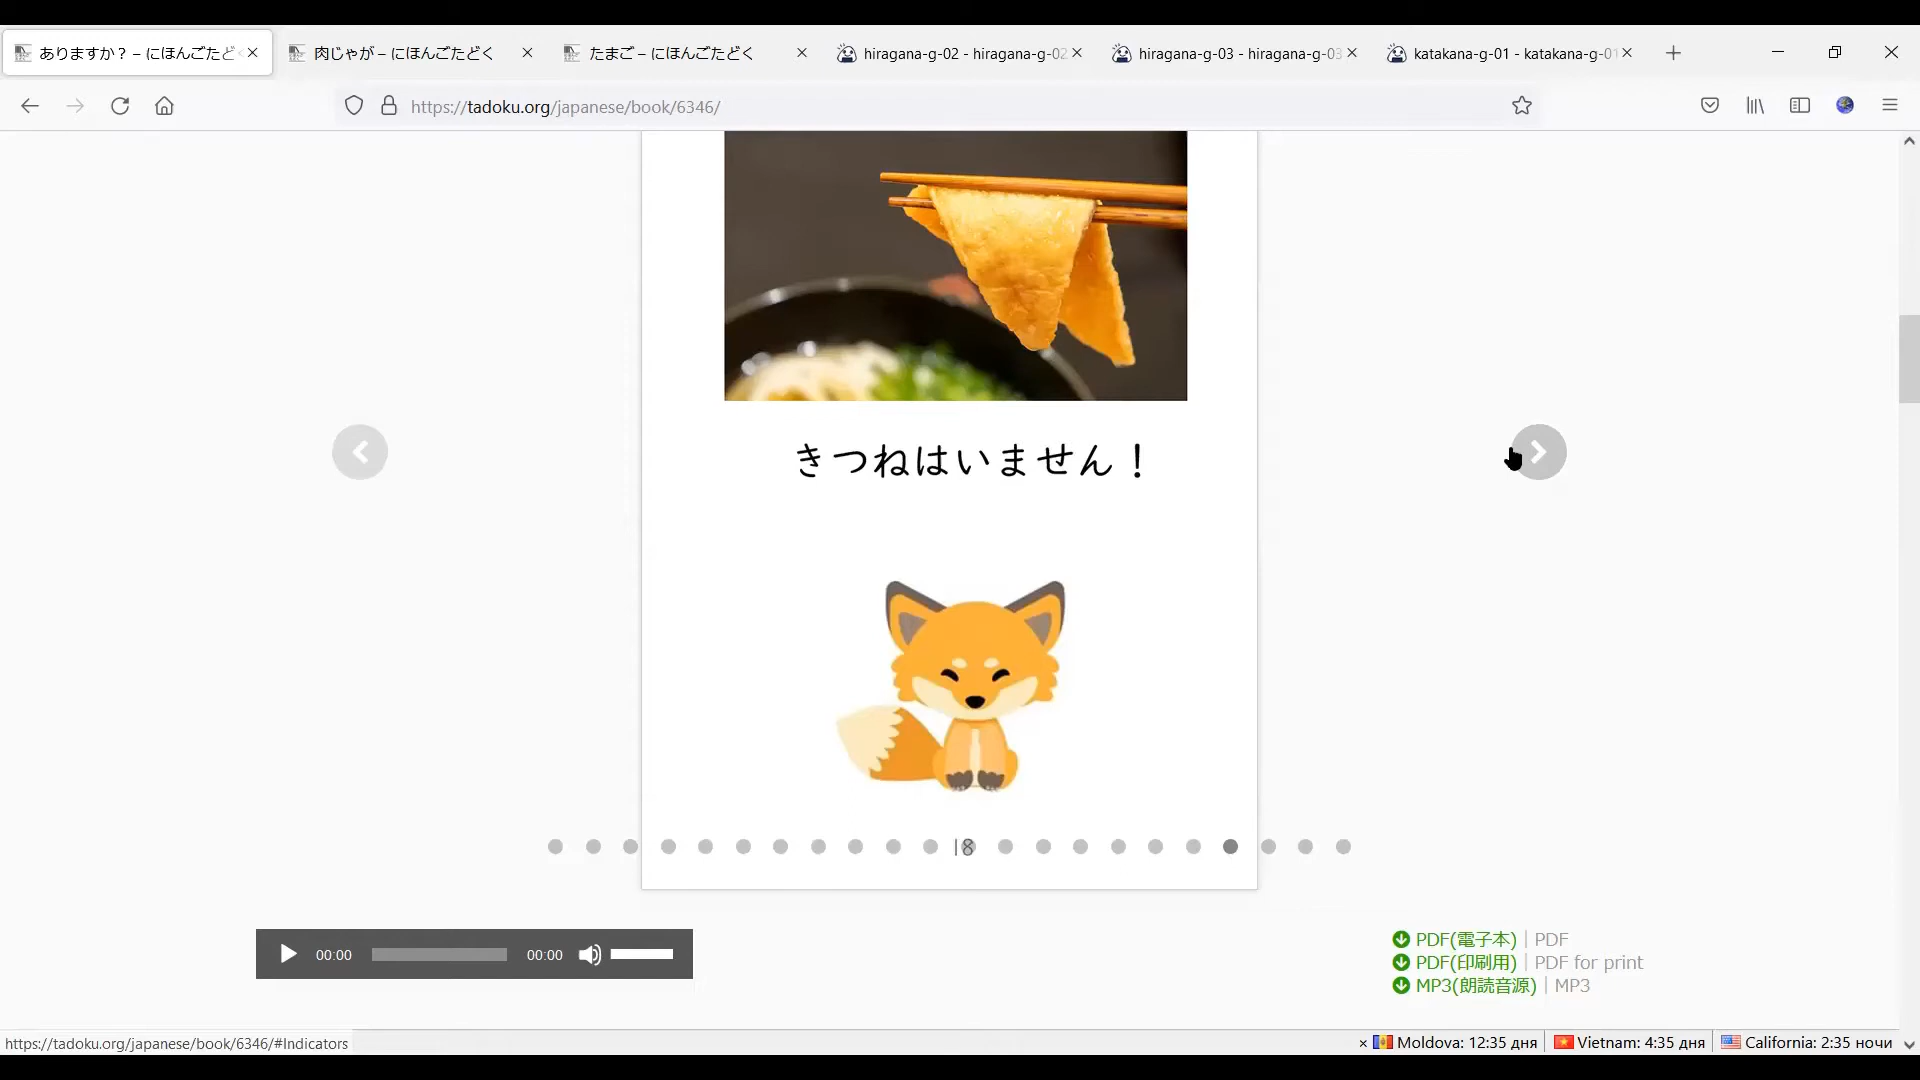 ありますか？ – にほんごたど
肉じゃが – にほんごたどく
たまご – にほんごたどく
hiragana-g-02 - hiragana-g-02
hiragana-g-03 - hiragana-g-03
katakana-g-01 - katakana-g-01
https://tadoku.org/japanese/book/6346/
きつねはいません！
18
00:00
00:00
PDF(電子本) | PDF
PDF(印刷用) | PDF for print
MP3(朗読音源) | MP3
https://tadoku.org/japanese/book/6346/#Indicators
× Moldova: 12:35 дня
Vietnam: 4:35 дня
California: 2:35 ночи